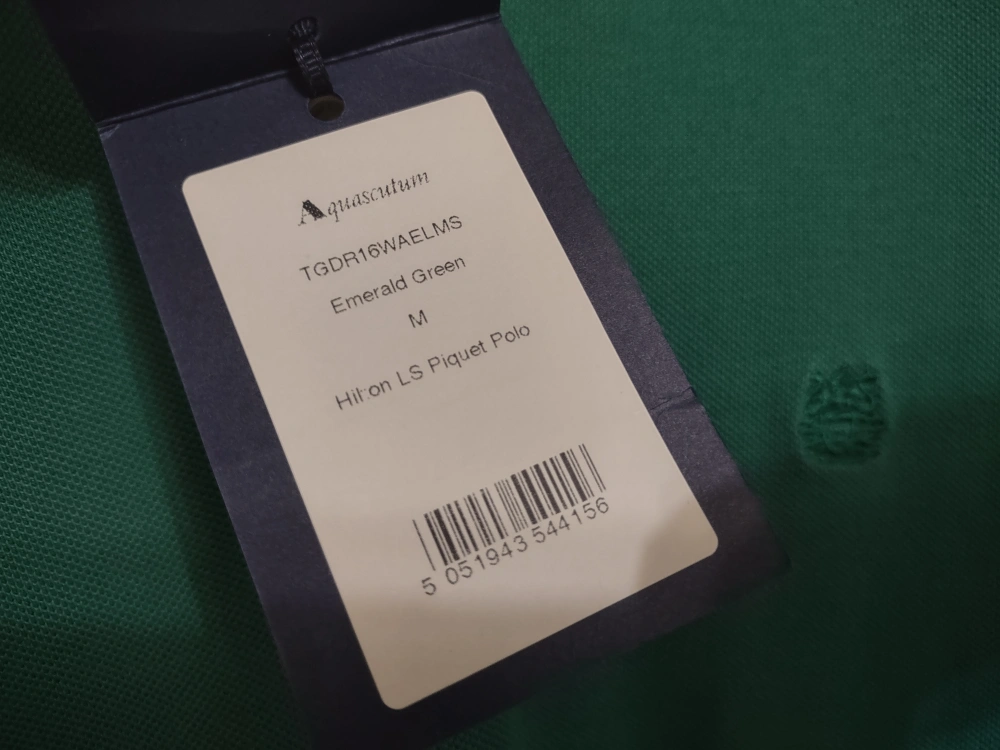 Aquascutum
TGDR16WAELMS
Emerald Green
M
Hilton LS Piquet Polo
5 051943 544156